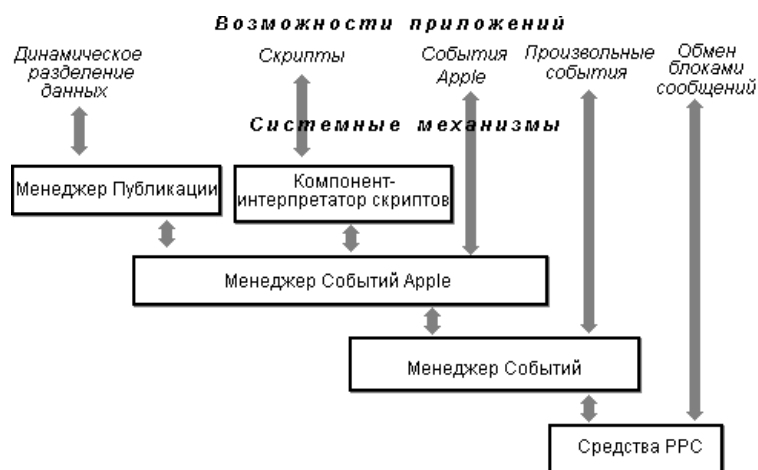 Возможности приложений
Динамическое
разделение
данных
Скрипты
События
Apple
Произвольные
события
Обмен
блоками
сообщений
Системные механизмы
Менеджер Публикации
Компонент-
интерпретатор скриптов
Менеджер Событий Apple
Менеджер Событий
Средства PPC